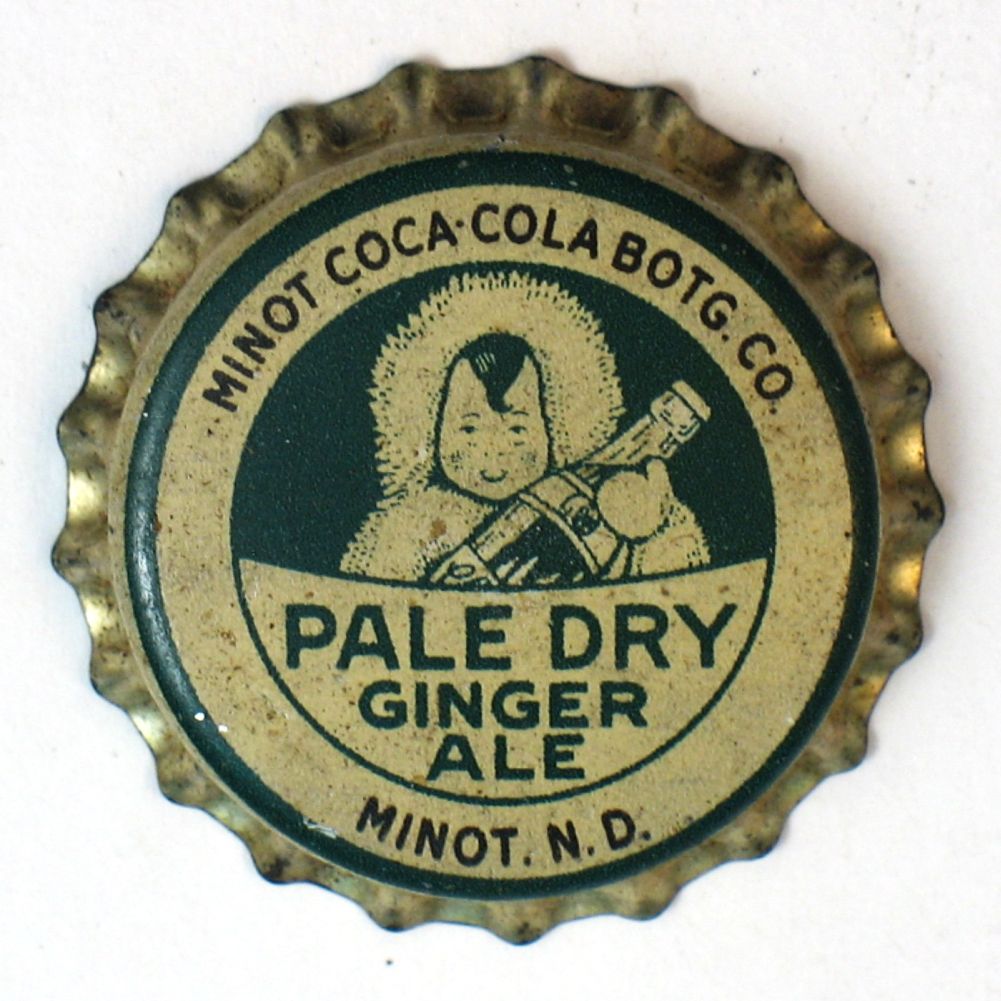 MINOT COCA-COLA BOTG. CO.
PALE DRY
GINGER
ALE
MINOT. N. D.